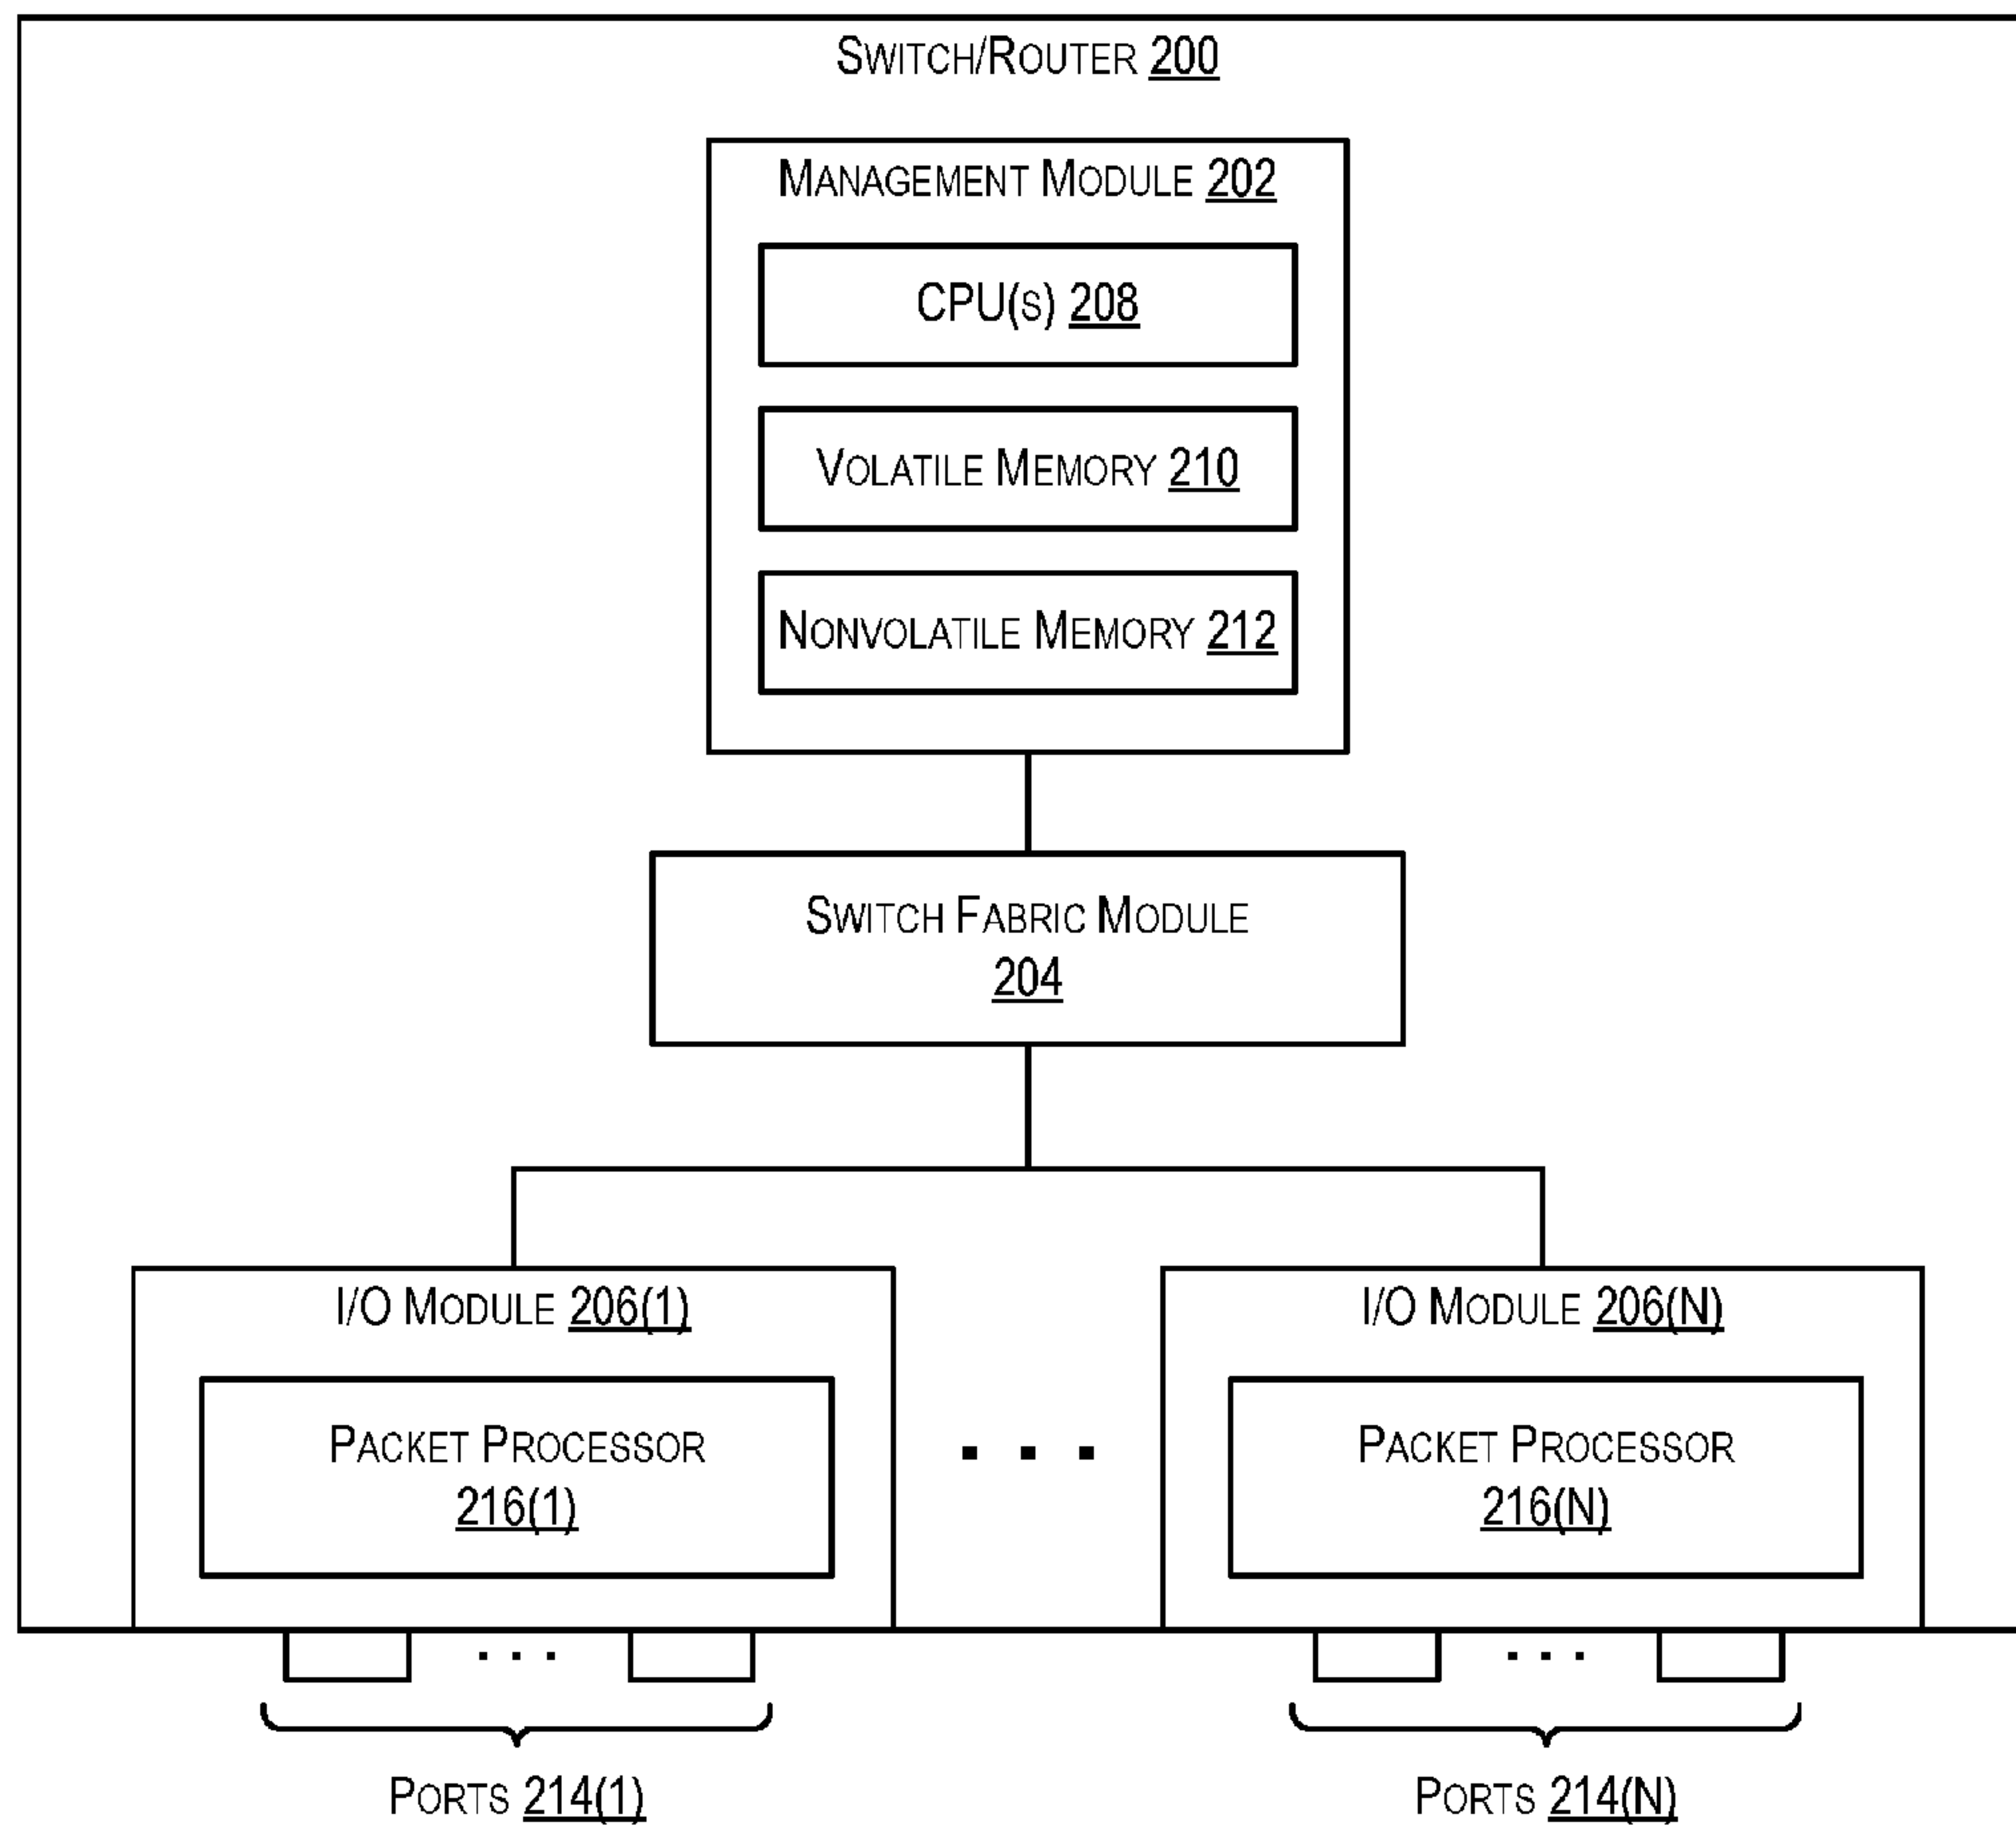 SWITCH/ROUTER 200
MANAGEMENT MODULE 202
CPU(S) 208
VOLATILE MEMORY 210
NONVOLATILE MEMORY 212
SWITCH FABRIC MODULE
204
I/O MODULE 206(1)
PACKET PROCESSOR
216(1)
. . .
I/O MODULE 206(N)
PACKET PROCESSOR
216(N)
. . .
. . .
PORTS 214(1)
PORTS 214(N)